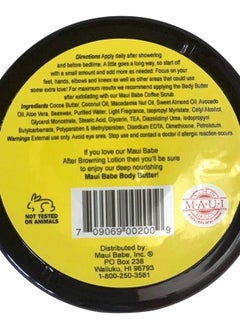 Directions Apply daily after showering
and before bedtime. A little goes a long way, so start off
with a small amount and add more as needed. Focus on your
feet, hands, elbows and knees as well as other areas that could use
some extra love! For maximum results we recommend applying the Body Butter
after exfoliating with our Maui Babe Coffee Scrub.
Ingredients Cocoa Butter, Coconut Oil, Macadamia Nut Oil, Sweet Almond Oil, Avocado
Oil, Aloe Vera, Beeswax, Purified Water, Light Fragrance, Isopropyl Myristate, Cetyl Alcohol,
Glycerol Monostearate, Stearic Acid, Glycerin, TEA, Diazolidinyl Urea, Iodopropynyl
Butylcarbamate, Polyparaben & Methylparaben, Disodium EDTA, Dimethicone, Petrolatum
Warnings External use only. Avoid eye area. Stop use and contact a doctor if allergic reaction occurs.
If you love our Maui Babe
After Browning Lotion then you'll be sure
to enjoy our deep nourishing
Maui Babe Body Butter!
NOT TESTED
ON ANIMALS
7 09069 00200 9
MAUI
Distributed by:
Maui Babe, Inc. ®
PO Box 238
Wailuku, HI 96793
1-800-250-3581